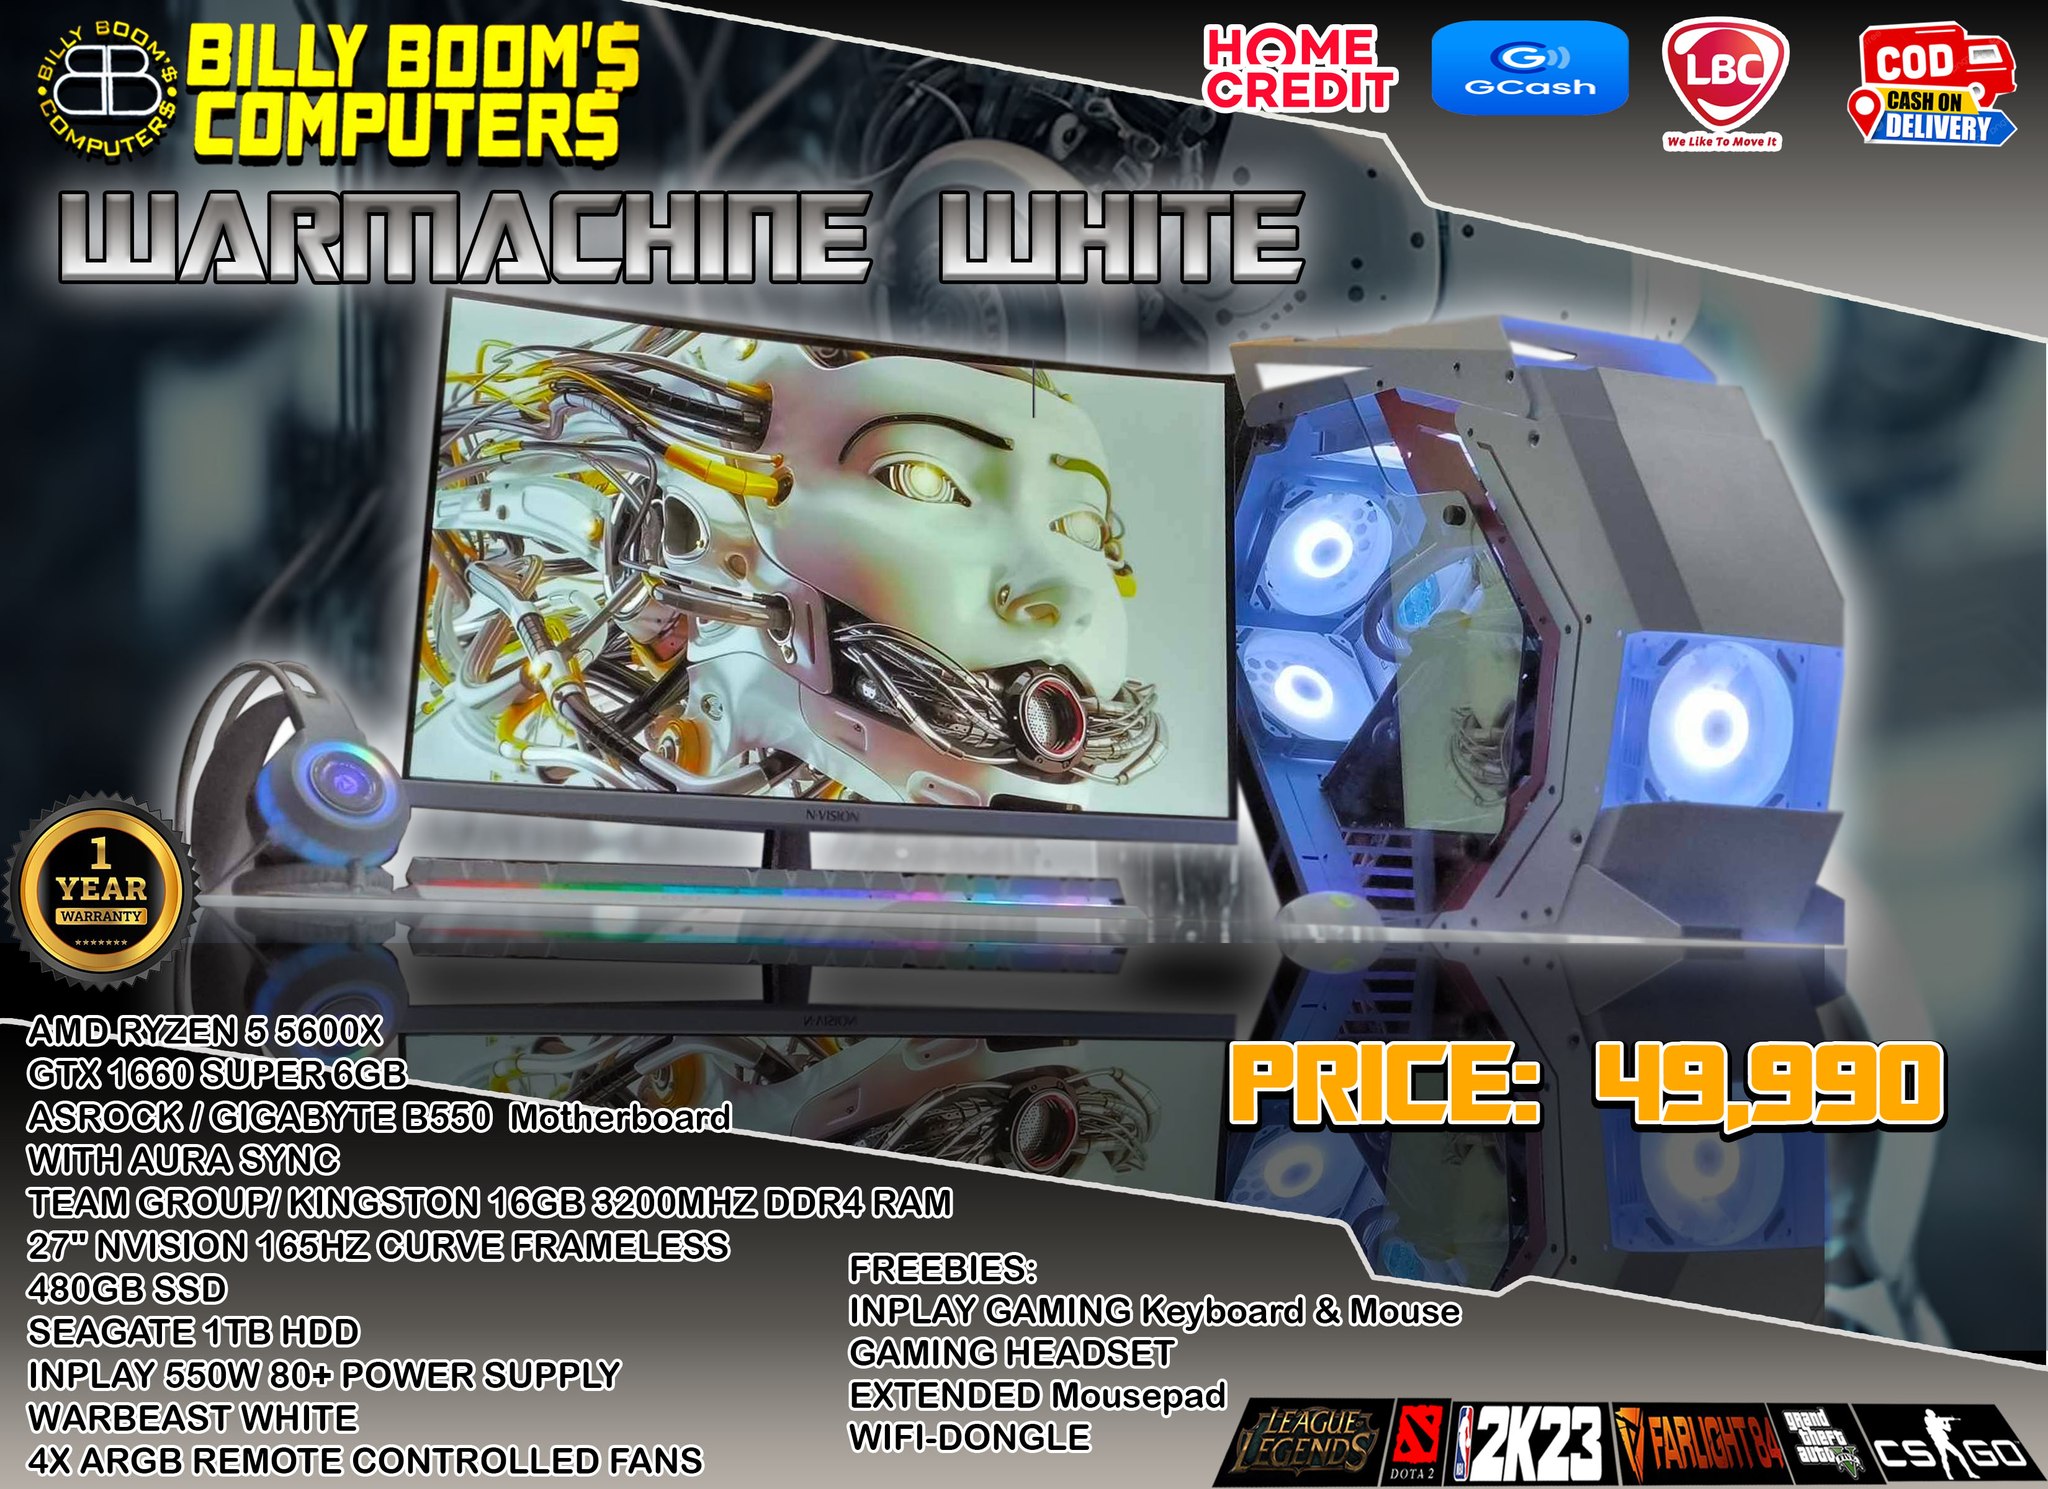 BILLY BOOM'$ COMPUTER$
BILLY BOOM'$
COMPUTER$
HOME
CREDIT
GCash
LBC
We Like To Move It
COD
CASH ON
DELIVERY
WARMACHINE WHITE
N-VISION
1
YEAR
WARRANTY
AMD RYZEN 5 5600X
GTX 1660 SUPER 6GB
ASROCK / GIGABYTE B550 Motherboard
WITH AURA SYNC
TEAM GROUP/ KINGSTON 16GB 3200MHZ DDR4 RAM
27" NVISION 165HZ CURVE FRAMELESS
480GB SSD
SEAGATE 1TB HDD
INPLAY 550W 80+ POWER SUPPLY
WARBEAST WHITE
4X ARGB REMOTE CONTROLLED FANS
PRICE: 49,990
FREEBIES:
INPLAY GAMING Keyboard & Mouse
GAMING HEADSET
EXTENDED Mousepad
WIFI-DONGLE
LEAGUE OF LEGENDS
DOTA 2
NBA 2K23
FARLIGHT 84
grand
theft
auto V
CS GO